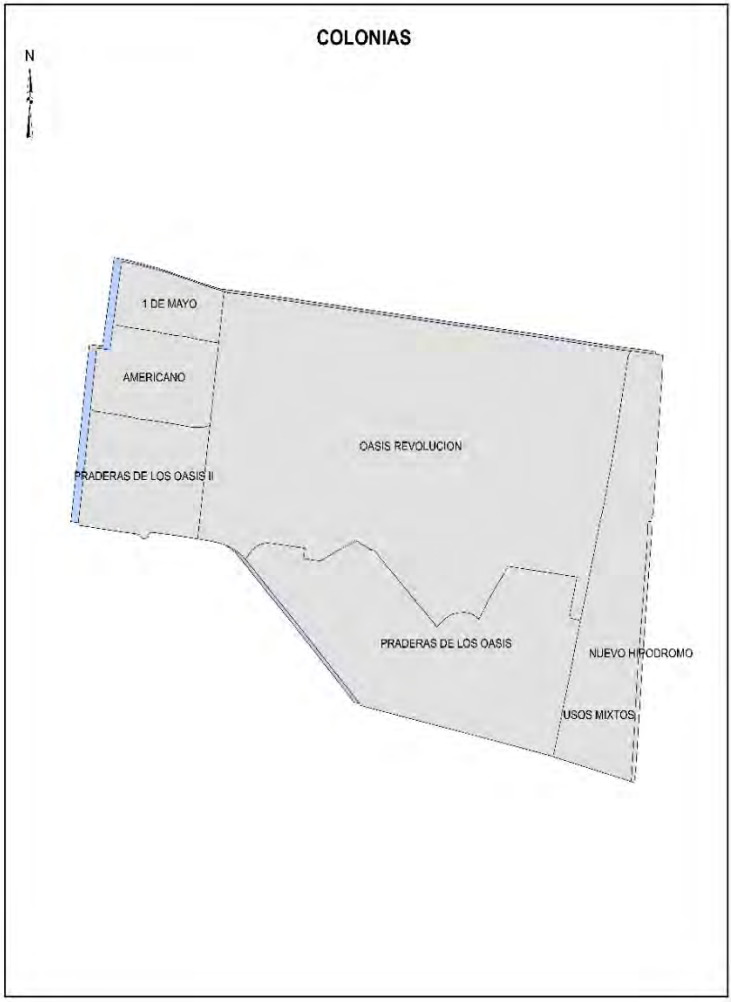 COLONIAS
N
1 DE MAYO
AMERICANO
OASIS REVOLUCION
PRADERAS DE LOS OASIS II
PRADERAS DE LOS OASIS
NUEVO HIPODROMO
USOS MIXTOS